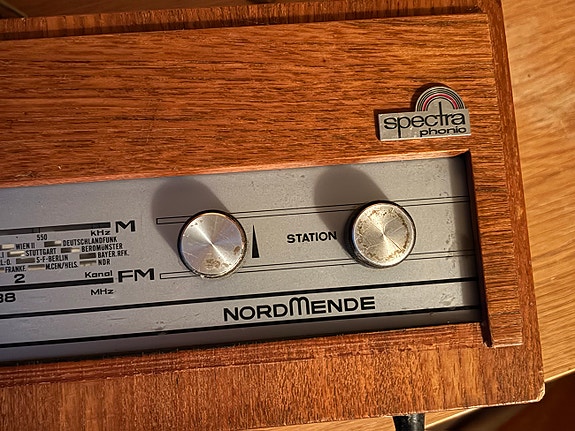 spectra
phonic
550
KHz M
WIEN II DEUTSCHLANDFUNK
STUTTGART BEROMÜNSTER
S-F-BERLIN BAYER.RFK.
FRANKF. M.CEN/HELS. NDR
2 Kanal FM
88 MHz
STATION
NORDMENDE